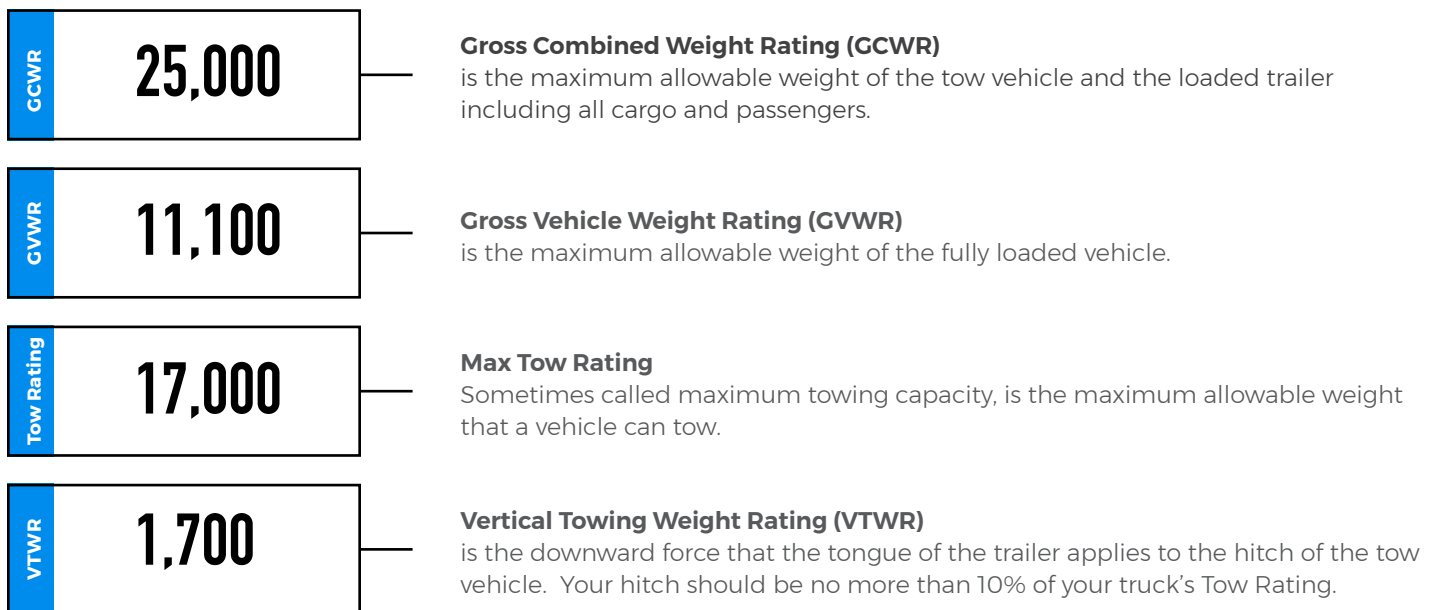 GCWR
25,000
Gross Combined Weight Rating (GCWR)
is the maximum allowable weight of the tow vehicle and the loaded trailer
including all cargo and passengers.
GVWR
11,100
Gross Vehicle Weight Rating (GVWR)
is the maximum allowable weight of the fully loaded vehicle.
Tow Rating
17,000
Max Tow Rating
Sometimes called maximum towing capacity, is the maximum allowable weight
that a vehicle can tow.
VTWR
1,700
Vertical Towing Weight Rating (VTWR)
is the downward force that the tongue of the trailer applies to the hitch of the tow
vehicle.  Your hitch should be no more than 10% of your truck's Tow Rating.